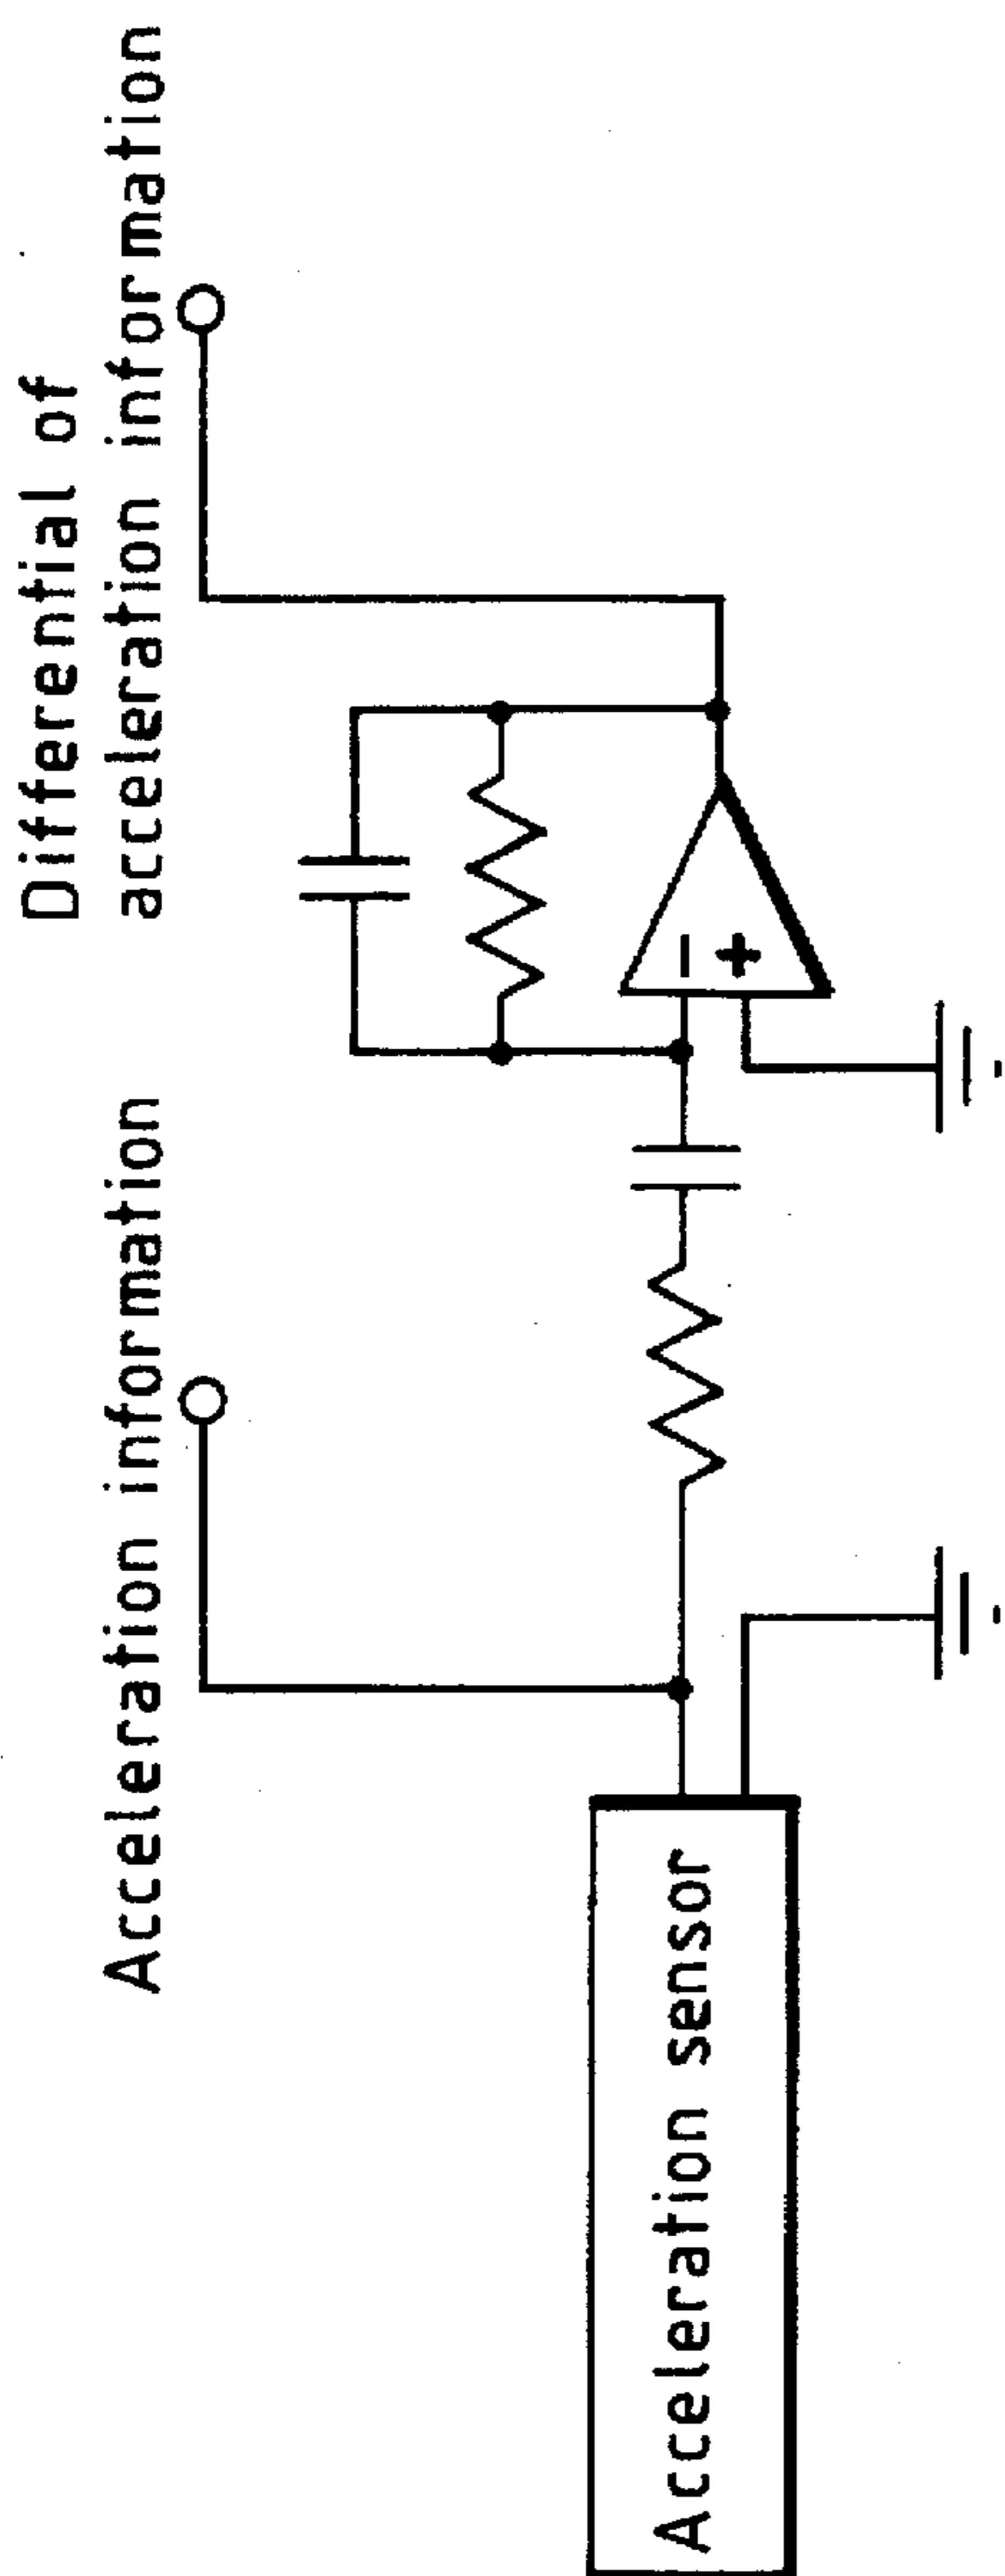 Differential of
acceleration information
Acceleration information
Acceleration sensor